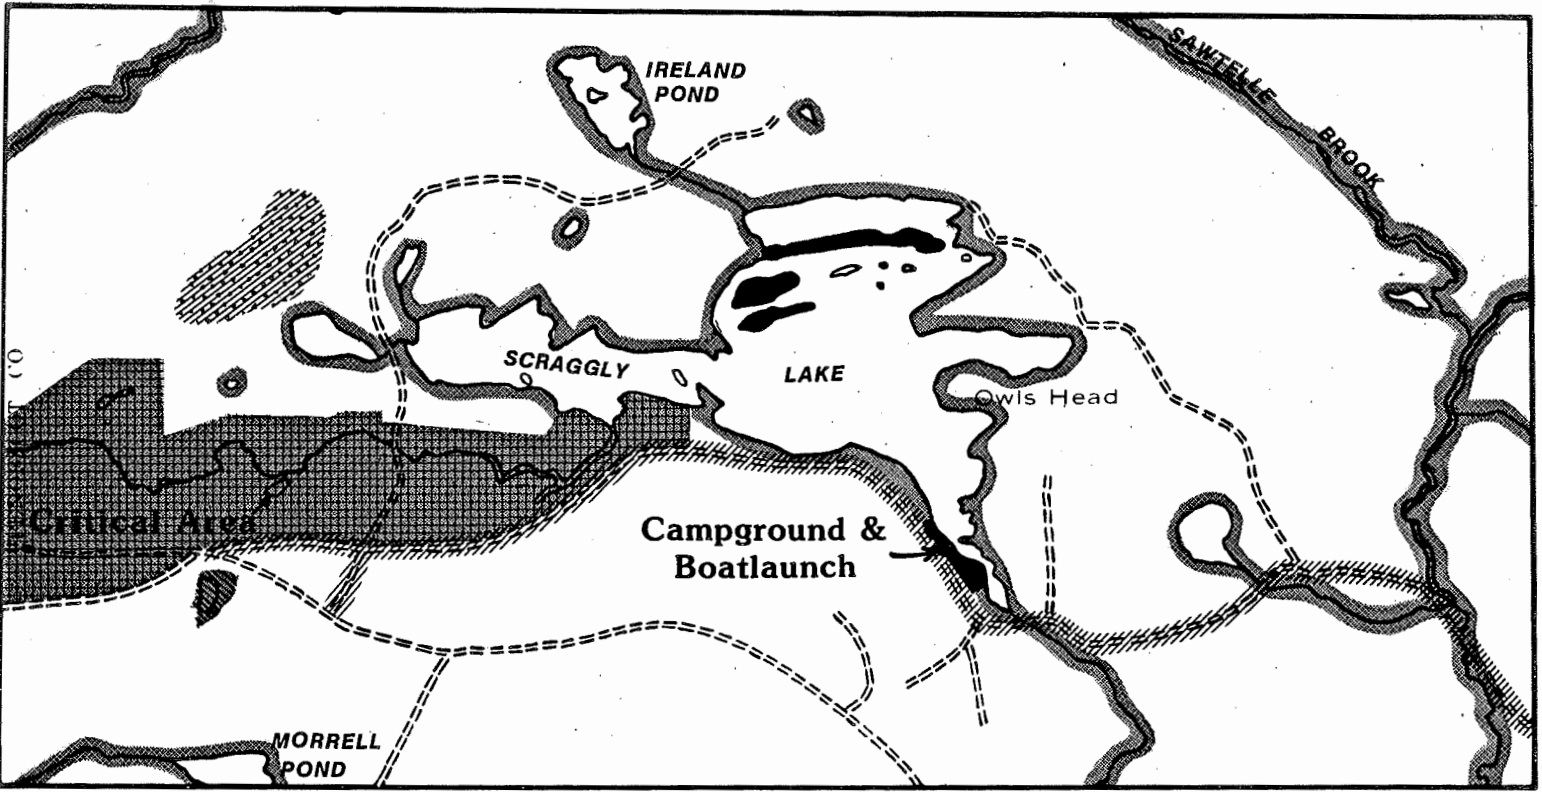 SAWTELLE
BROOK
IRELAND
POND
SCRAGGLY
LAKE
Owls Head
Critical Area
Campground &
Boatlaunch
MORRELL
POND